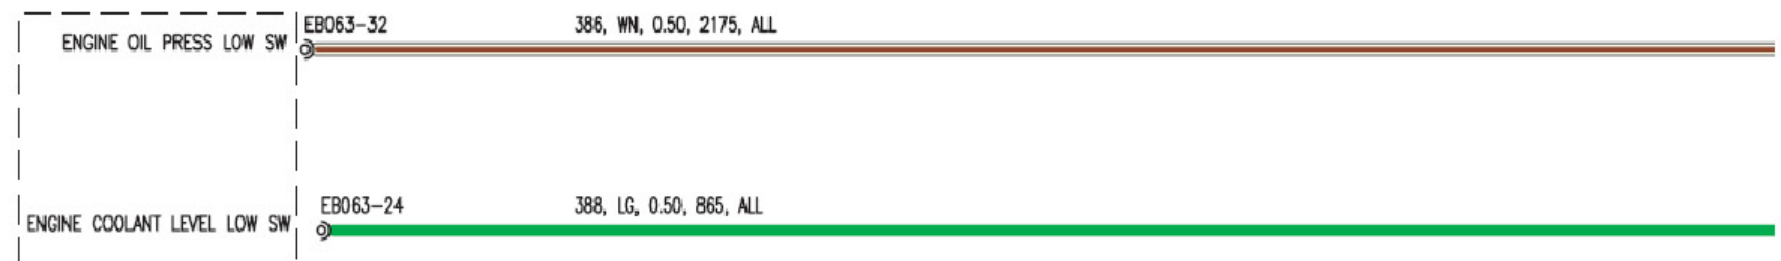 EB063-32 386, WN, 0.50, 2175, ALL
ENGINE OIL PRESS LOW SW
EB063-24 388, LG, 0.50, 865, ALL
ENGINE COOLANT LEVEL LOW SW